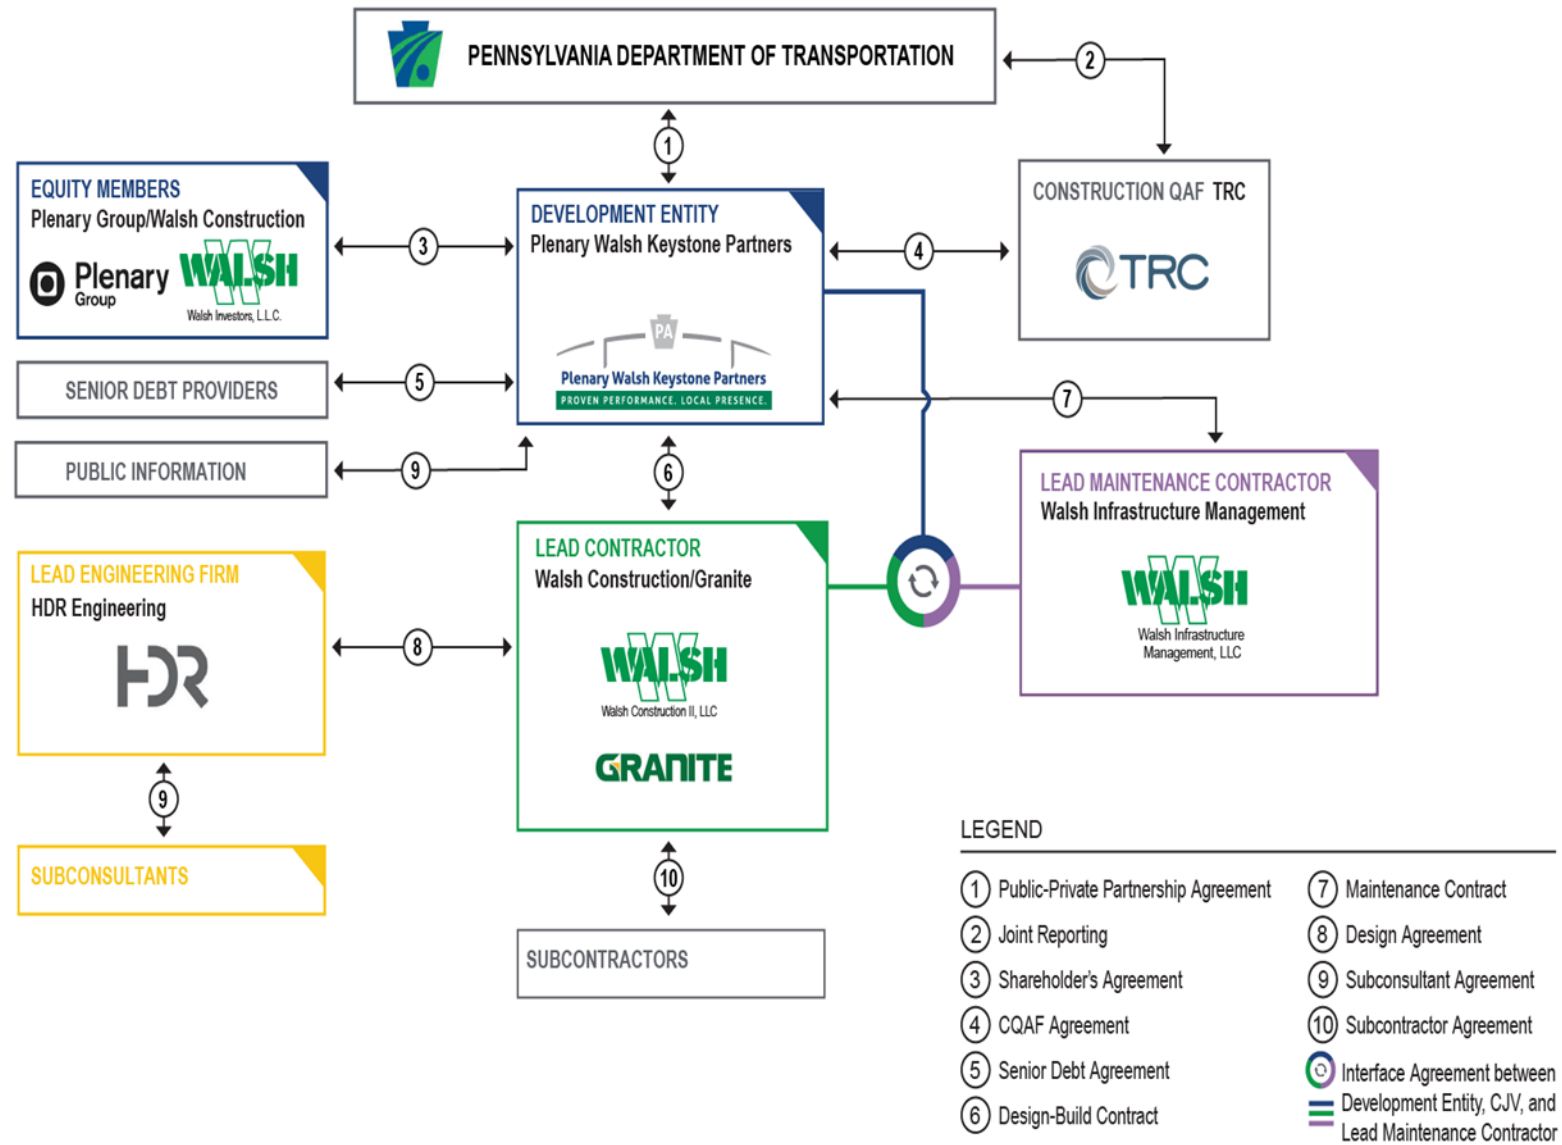 PENNSYLVANIA DEPARTMENT OF TRANSPORTATION
2
1
EQUITY MEMBERS
Plenary Group/Walsh Construction
Plenary
Group
WALSH
Walsh Investors, L.L.C.
3
DEVELOPMENT ENTITY
Plenary Walsh Keystone Partners
PA
Plenary Walsh Keystone Partners
PROVEN PERFORMANCE. LOCAL PRESENCE.
4
CONSTRUCTION QAF TRC
TRC
SENIOR DEBT PROVIDERS
5
7
PUBLIC INFORMATION
9
6
LEAD MAINTENANCE CONTRACTOR
Walsh Infrastructure Management
WALSH
Walsh Infrastructure
Management, LLC
LEAD ENGINEERING FIRM
HDR Engineering
HDR
8
LEAD CONTRACTOR
Walsh Construction/Granite
WALSH
Walsh Construction II, LLC
GRANITE
9
SUBCONSULTANTS
10
SUBCONTRACTORS
LEGEND
1 Public-Private Partnership Agreement
2 Joint Reporting
3 Shareholder's Agreement
4 CQAF Agreement
5 Senior Debt Agreement
6 Design-Build Contract
7 Maintenance Contract
8 Design Agreement
9 Subconsultant Agreement
10 Subcontractor Agreement
Interface Agreement between
Development Entity, CJV, and
Lead Maintenance Contractor